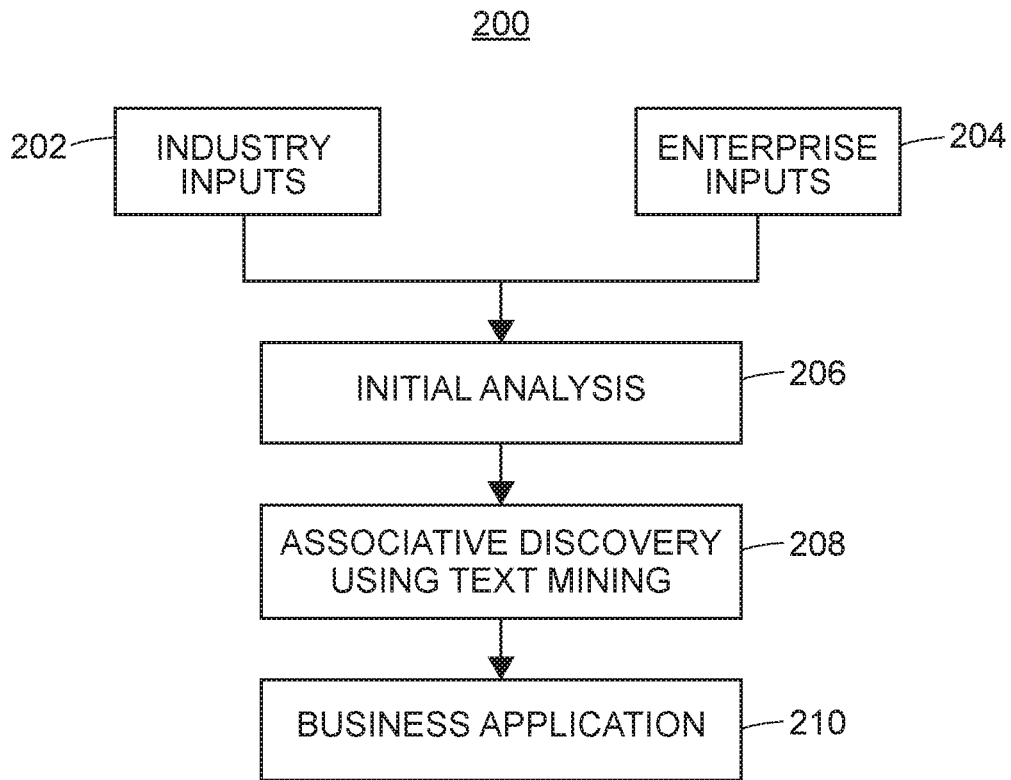 200
202
INDUSTRY
INPUTS
ENTERPRISE
INPUTS
204
INITIAL ANALYSIS
206
ASSOCIATIVE DISCOVERY
USING TEXT MINING
208
BUSINESS APPLICATION
210